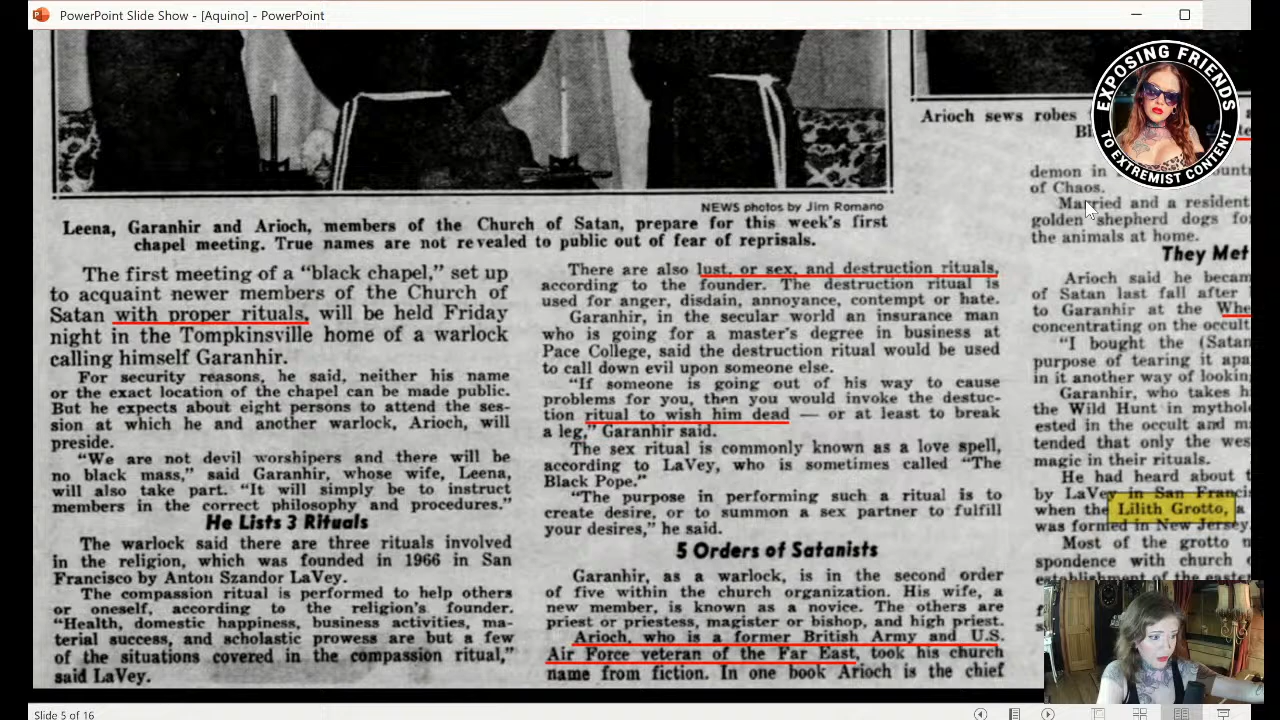 PowerPoint Slide Show - [Aquino] - PowerPoint
EXPOSING FRIENDS
TO EXTREMIST CONTENT
NEWS photos by Jim Romano
Leena, Garanhir and Arioch, members of the Church of Satan, prepare for this week's first
chapel meeting. True names are not revealed to public out of fear of reprisals.
The first meeting of a "black chapel," set up
to acquaint newer members of the Church of
Satan with proper rituals, will be held Friday
night in the Tompkinsville home of a warlock
calling himself Garanhir.
For security reasons, he said, neither his name
or the exact location of the chapel can be made public.
But he expects about eight persons to attend the ses-
sion at which he and another warlock, Arioch, will
preside.
"We are not devil worshipers and there will be
no black mass," said Garanhir, whose wife, Leena,
will also take part. "It will simply be to instruct
members in the correct philosophy and procedures."
He Lists 3 Rituals
The warlock said there are three rituals involved
in the religion, which was founded in 1966 in San
Francisco by Anton Szandor LaVey.
The compassion ritual is performed to help others
or oneself, according to the religion's founder.
"Health, domestic happiness, business activities, ma-
terial success, and scholastic prowess are but a few
of the situations covered in the compassion ritual,"
said LaVey.
There are also lust, or sex, and destruction rituals,
according to the founder. The destruction ritual is
used for anger, disdain, annoyance, contempt or hate.
Garanhir, in the secular world an insurance man
who is going for a master's degree in business at
Pace College, said the destruction ritual would be used
to call down evil upon someone else.
"If someone is going out of his way to cause
problems for you, then you would invoke the destuc-
tion ritual to wish him dead — or at least to break
a leg," Garanhir said.
The sex ritual is commonly known as a love spell,
according to LaVey, who is sometimes called "The
Black Pope."
"The purpose in performing such a ritual is to
create desire, or to summon a sex partner to fulfill
your desires," he said.
5 Orders of Satanists
Garanhir, as a warlock, is in the second order
of five within the church organization. His wife, a
new member, is known as a novice. The others are
priest or priestess, magister or bishop, and high priest.
Arioch, who is a former British Army and U.S.
Air Force veteran of the Far East, took his church
name from fiction. In one book Arioch is the chief
Arioch sews robes
demon in
of Chaos.
Married and a resident
golden shepherd dogs
the animals at home.
They Met
Arioch said he
of Satan last fall after
to Garanhir at the
concentrating on the occult
"I bought the
purpose of tearing it
in it another way of
Garanhir, who takes
the Wild Hunt in
ested in the occult and
tended that only the
magic in their rituals.
He had heard about
by LaVey in San
when the Lilith Grotto, a
was formed in New Jersey.
Most of the grotto
spondence with church
establishment of the
Slide 5 of 16